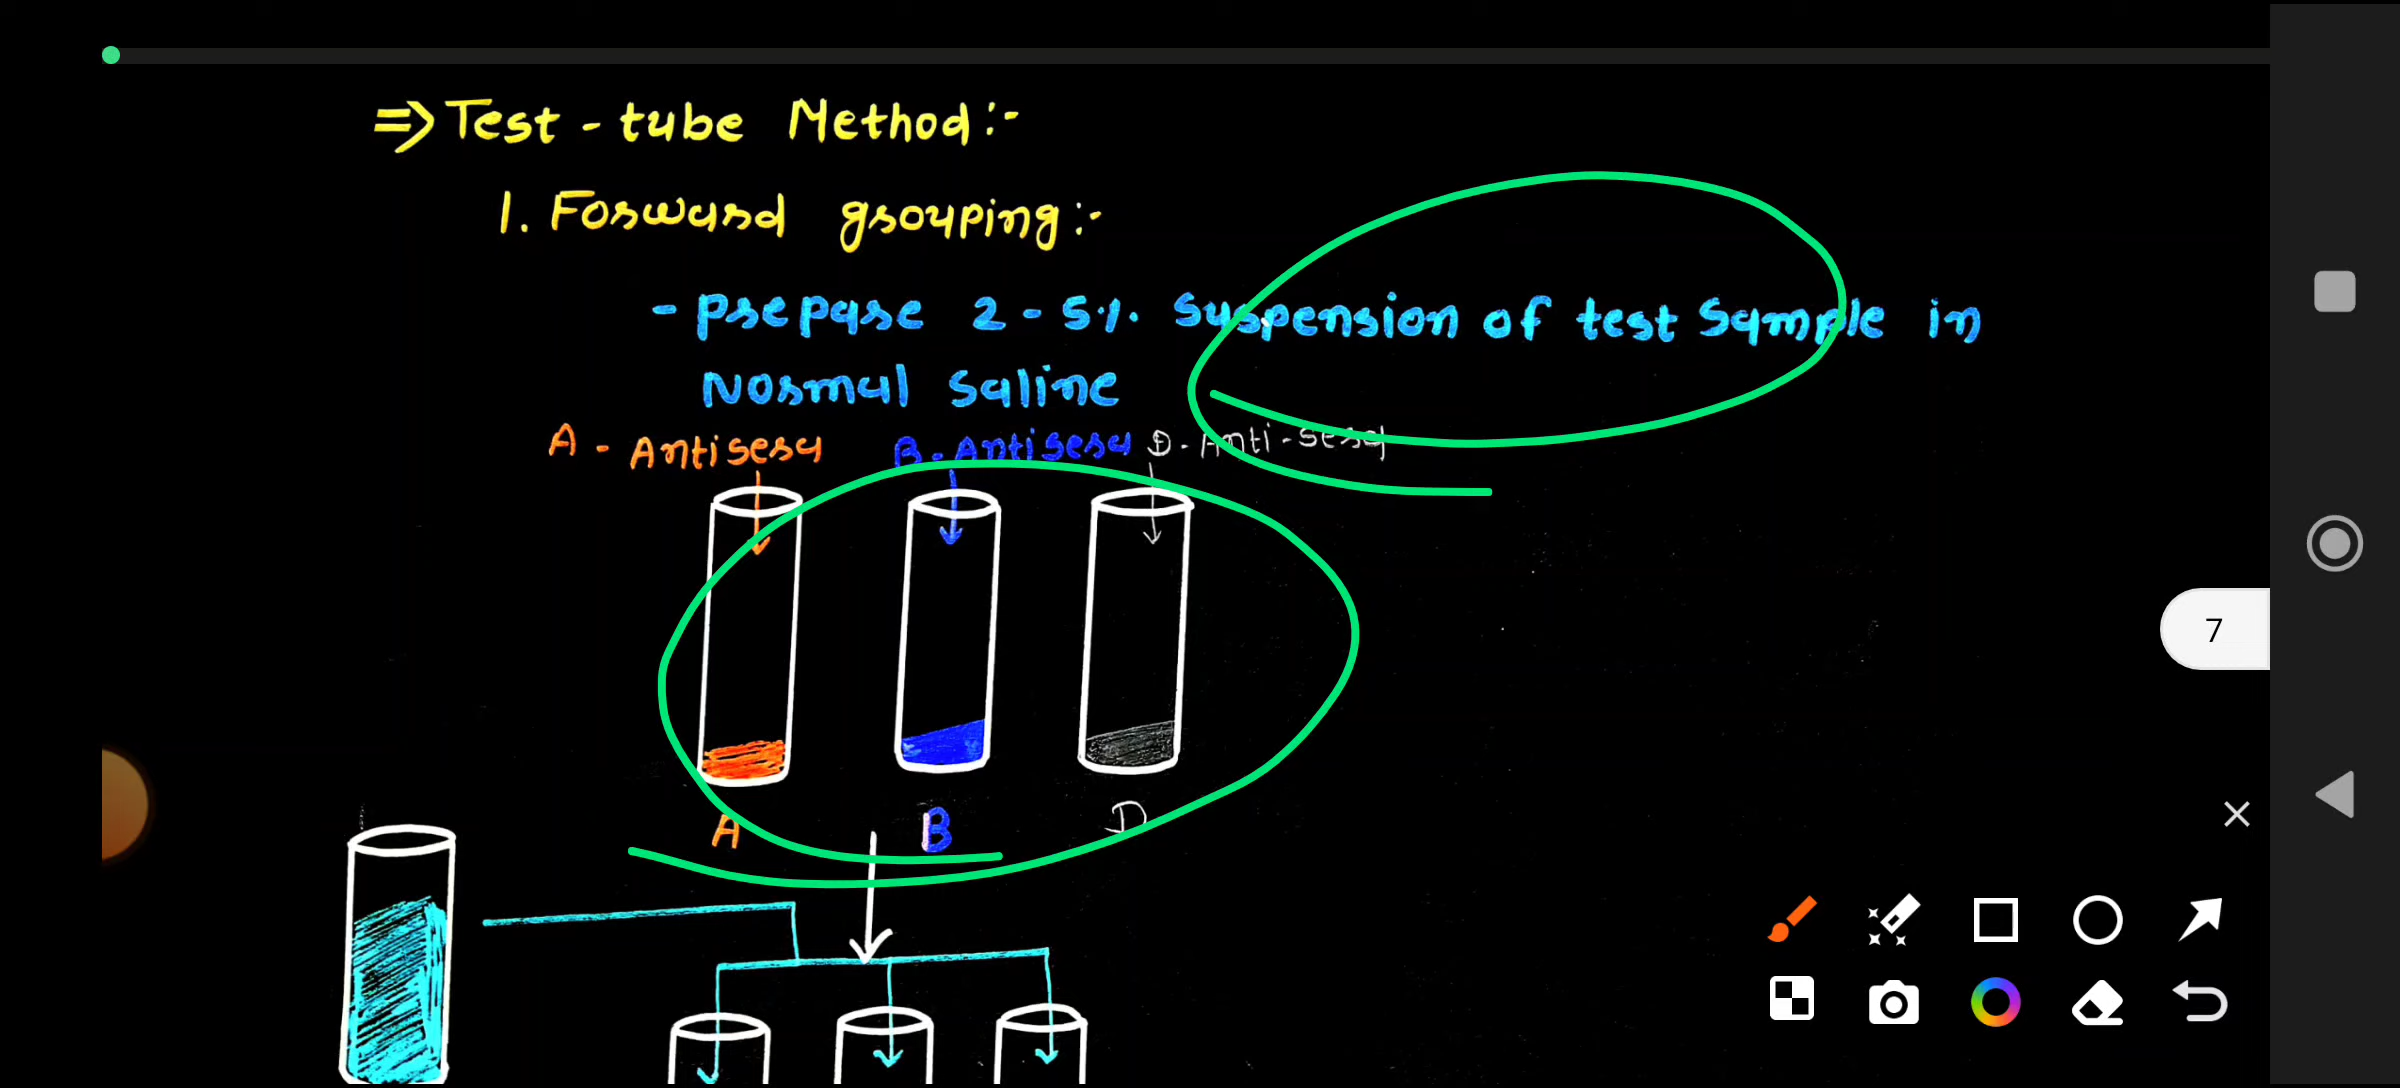 => Test - tube Method :-
1. Forward grouping :-
- Prepare 2 - 5 %. Suspension of test Sample in
Normal Saline
A - Antisera B - Antisera D - Anti - Sera
7
A B D